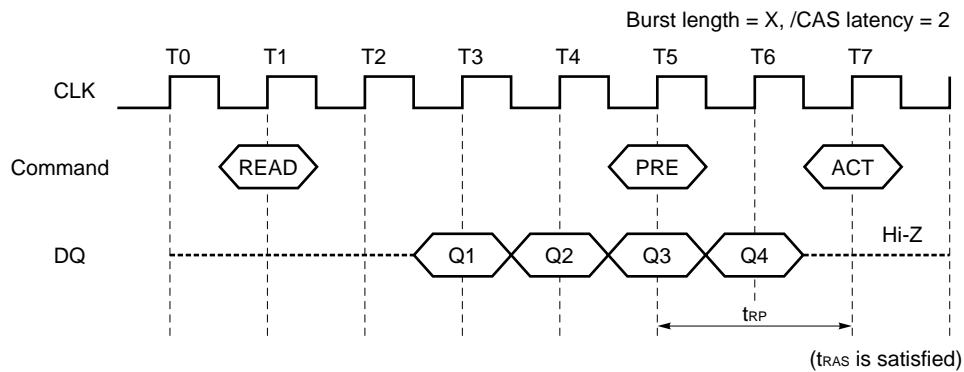 Burst length = X, /CAS latency = 2
T0 T1 T2 T3 T4 T5 T6 T7
CLK
Command READ PRE ACT
DQ Q1 Q2 Q3 Q4 Hi-Z
tRP
(tRAS is satisfied)